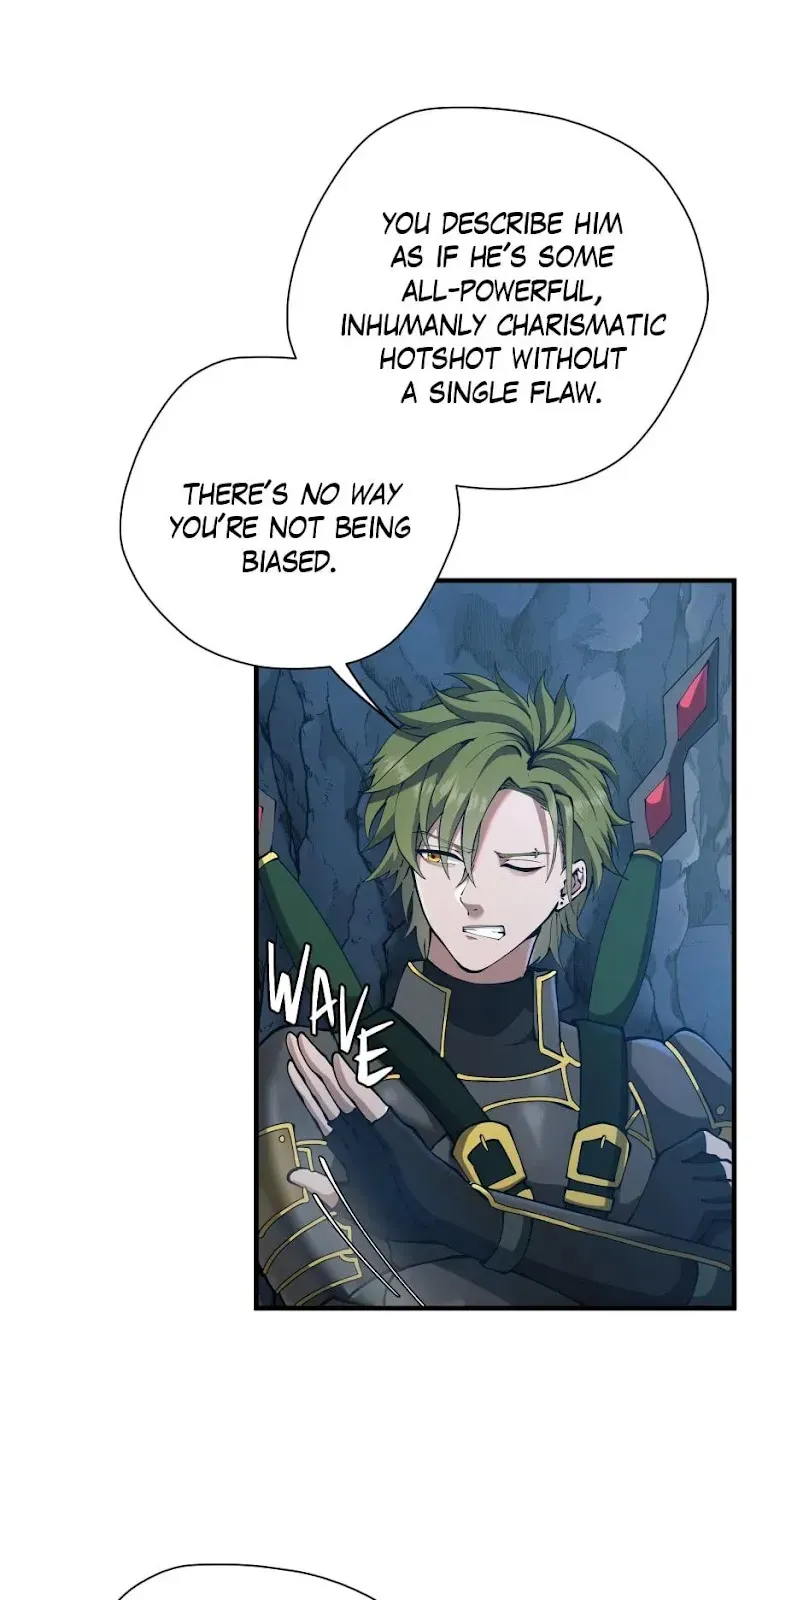 YOU DESCRIBE HIM
AS IF HE'S SOME
ALL-POWERFUL,
INHUMANLY CHARISMATIC
HOTSHOT WITHOUT
A SINGLE FLAW.
THERE'S NO WAY
YOU'RE NOT BEING
BIASED.
WAVE